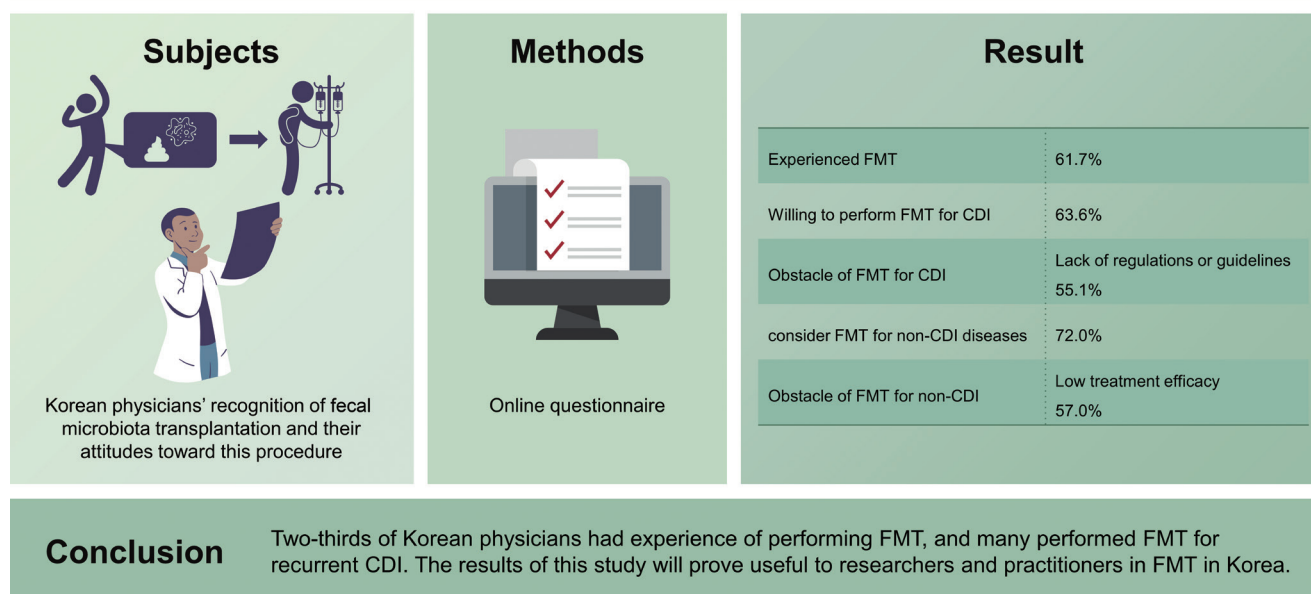 Subjects
Korean physicians' recognition of fecal
microbiota transplantation and their
attitudes toward this procedure
Methods
Online questionnaire
Result
Experienced FMT 61.7%
Willing to perform FMT for CDI 63.6%
Obstacle of FMT for CDI Lack of regulations or guidelines
55.1%
consider FMT for non-CDI diseases 72.0%
Obstacle of FMT for non-CDI Low treatment efficacy
57.0%
Conclusion
Two-thirds of Korean physicians had experience of performing FMT, and many performed FMT for
recurrent CDI. The results of this study will prove useful to researchers and practitioners in FMT in Korea.